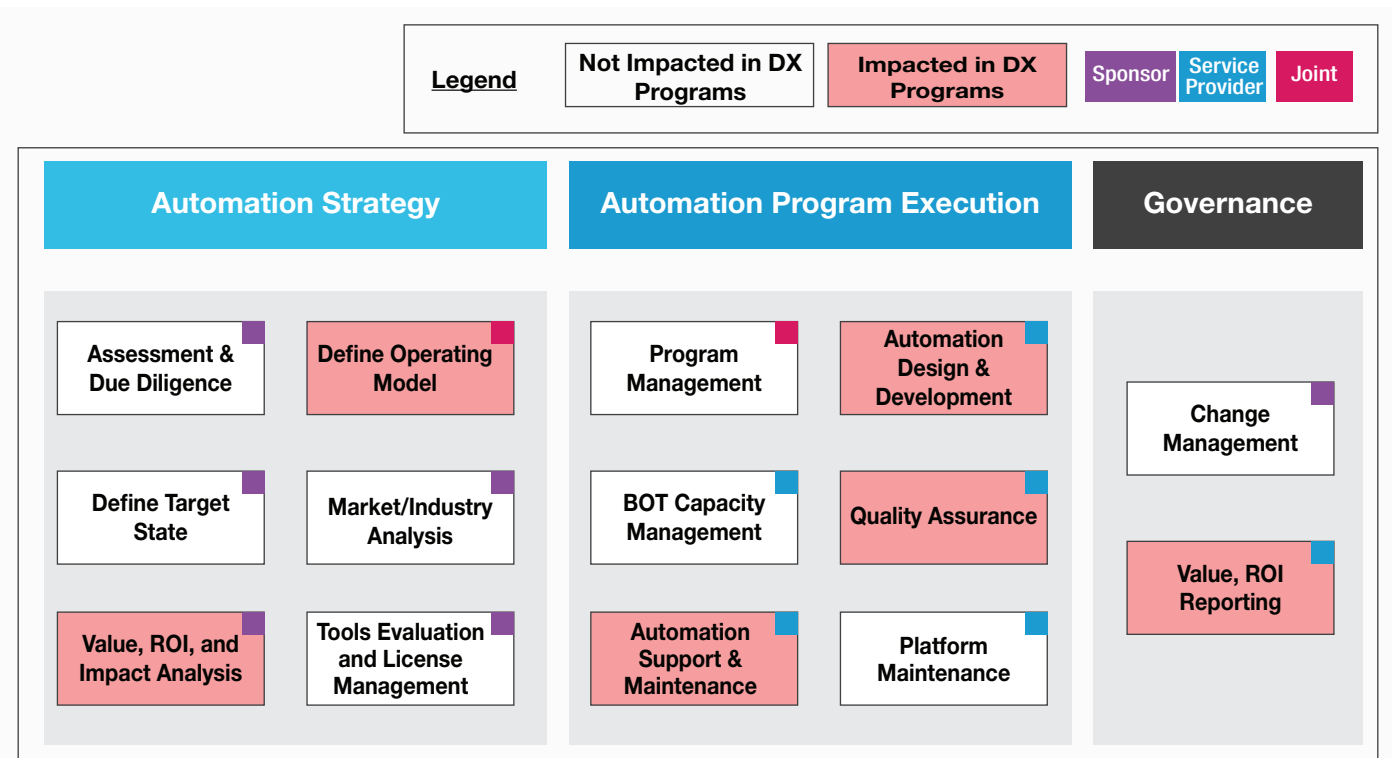 Legend
Not Impacted in DX
Programs
Impacted in DX
Programs
Sponsor
Service
Provider
Joint
Automation Strategy
Automation Program Execution
Governance
Assessment &
Due Diligence
Define Operating
Model
Define Target
State
Market/Industry
Analysis
Value, ROI, and
Impact Analysis
Tools Evaluation
and License
Management
Program
Management
Automation
Design &
Development
BOT Capacity
Management
Quality Assurance
Automation
Support &
Maintenance
Platform
Maintenance
Change
Management
Value, ROI
Reporting